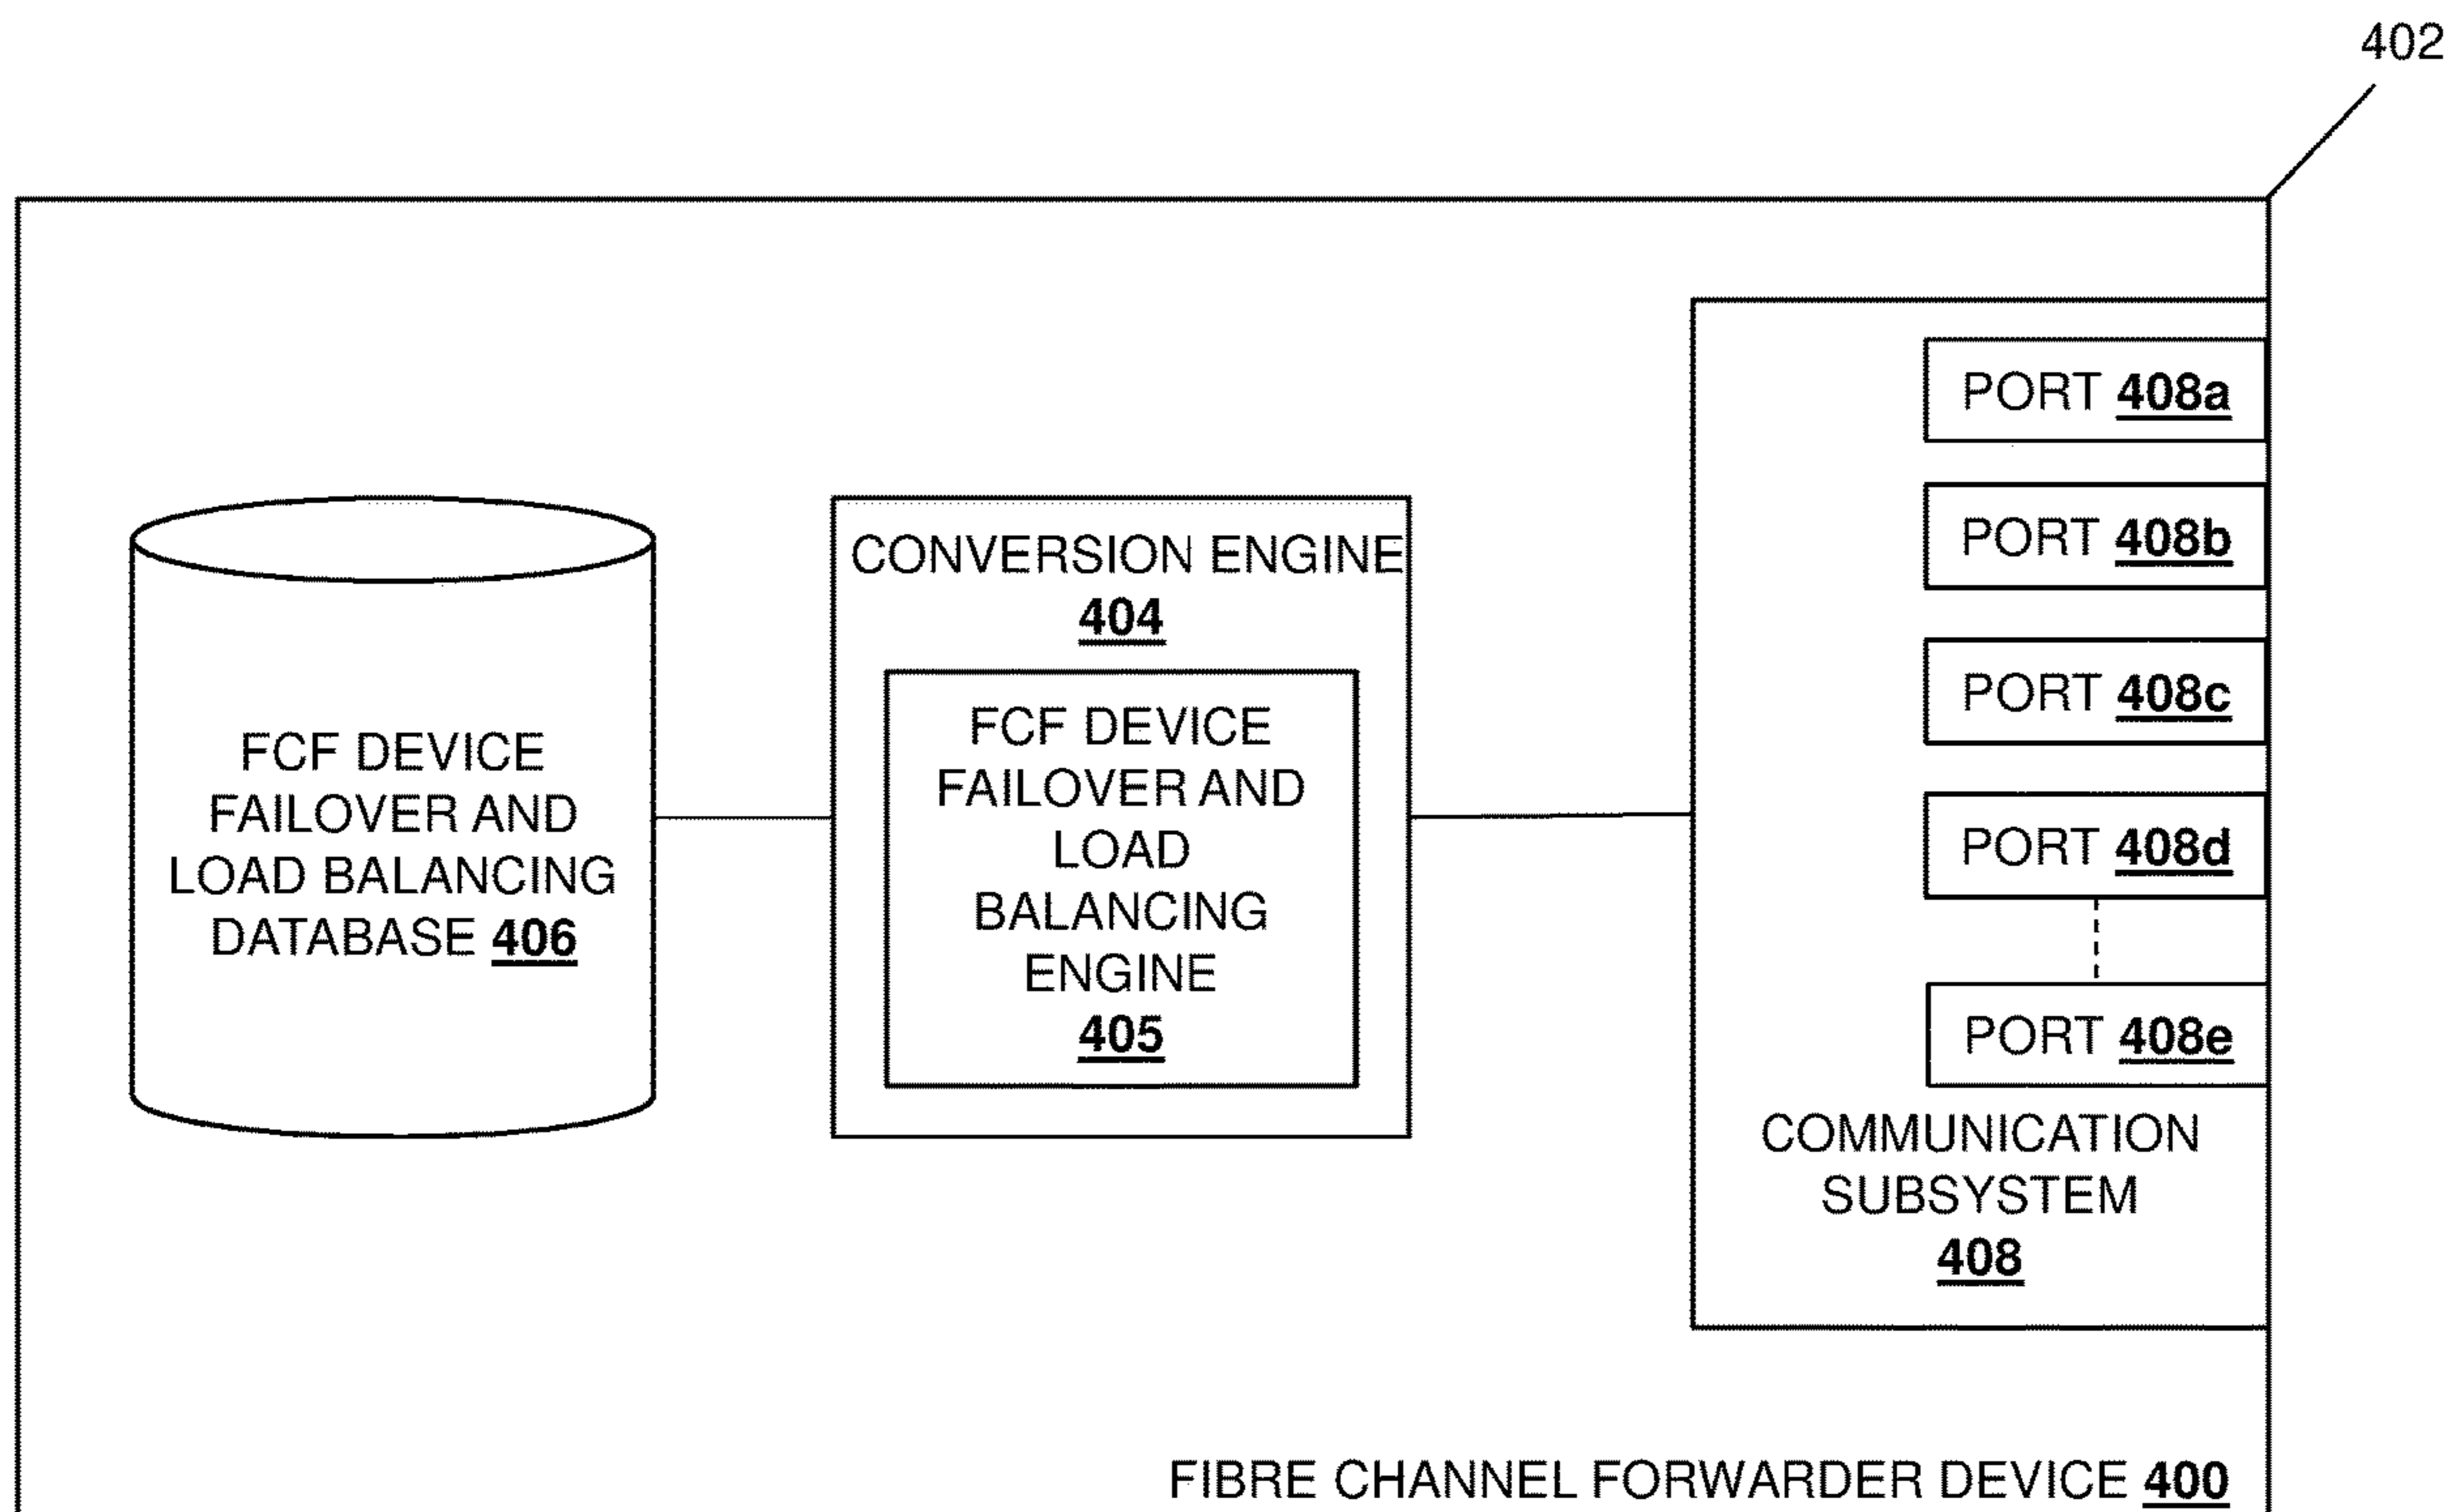 402
PORT 408a
PORT 408b
PORT 408c
PORT 408d
PORT 408e
COMMUNICATION
SUBSYSTEM
408
CONVERSION ENGINE
404
FCF DEVICE
FAILOVER AND
LOAD
BALANCING
ENGINE
405
FCF DEVICE
FAILOVER AND
LOAD BALANCING
DATABASE 406
FIBRE CHANNEL FORWARDER DEVICE 400